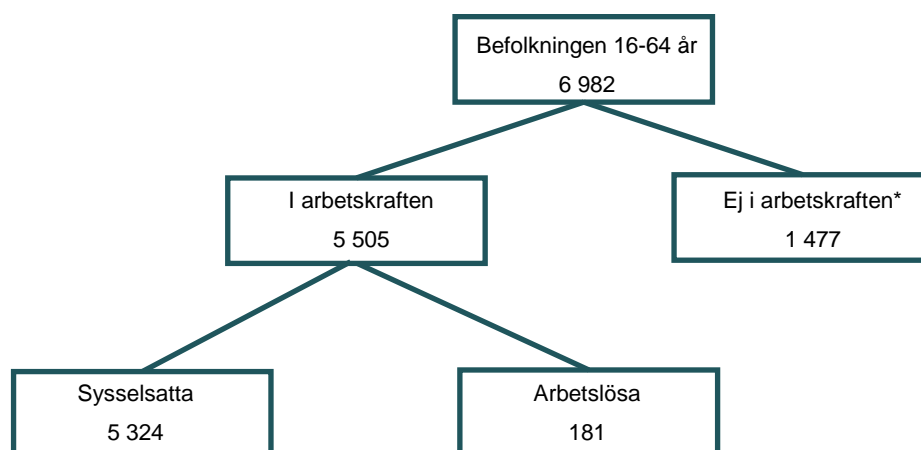 Befolkningen 16-64 år
6 982
I arbetskraften
5 505
Ej i arbetskraften*
1 477
Sysselsatta
5 324
Arbetslösa
181